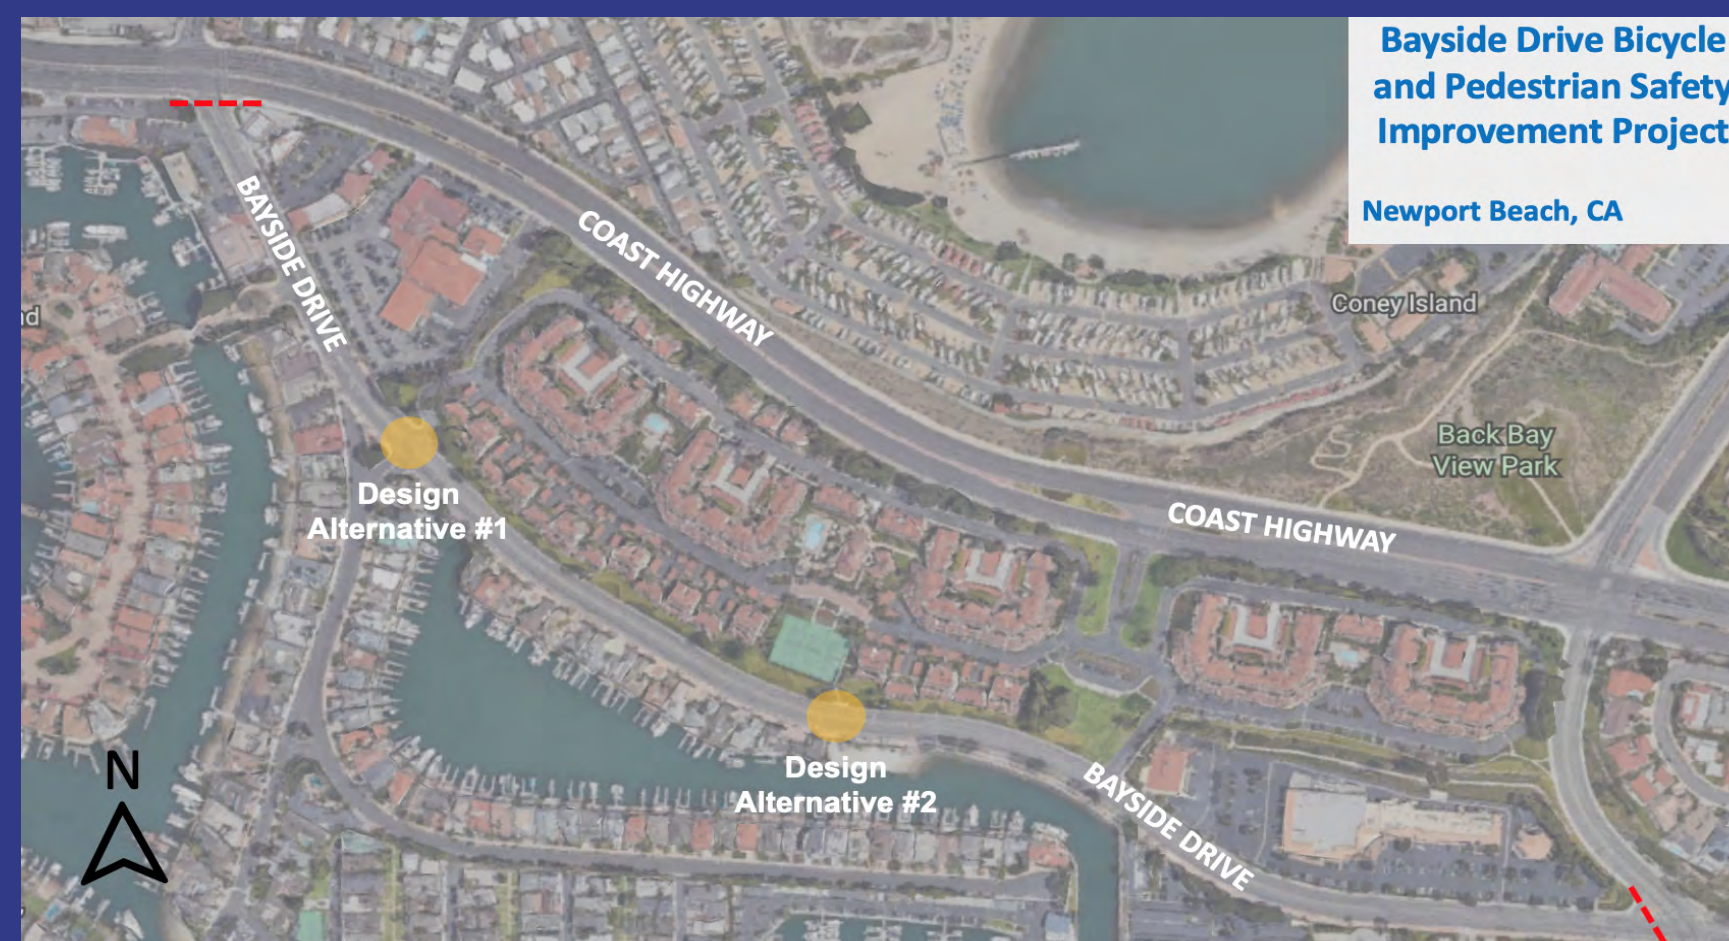 Bayside Drive Bicycle
and Pedestrian Safety
Improvement Project
Newport Beach, CA
BAYSIDE DRIVE
COAST HIGHWAY
Coney Island
nd
Back Bay
View Park
Design
Alternative #1
COAST HIGHWAY
Design
Alternative #2
BAYSIDE DRIVE
N